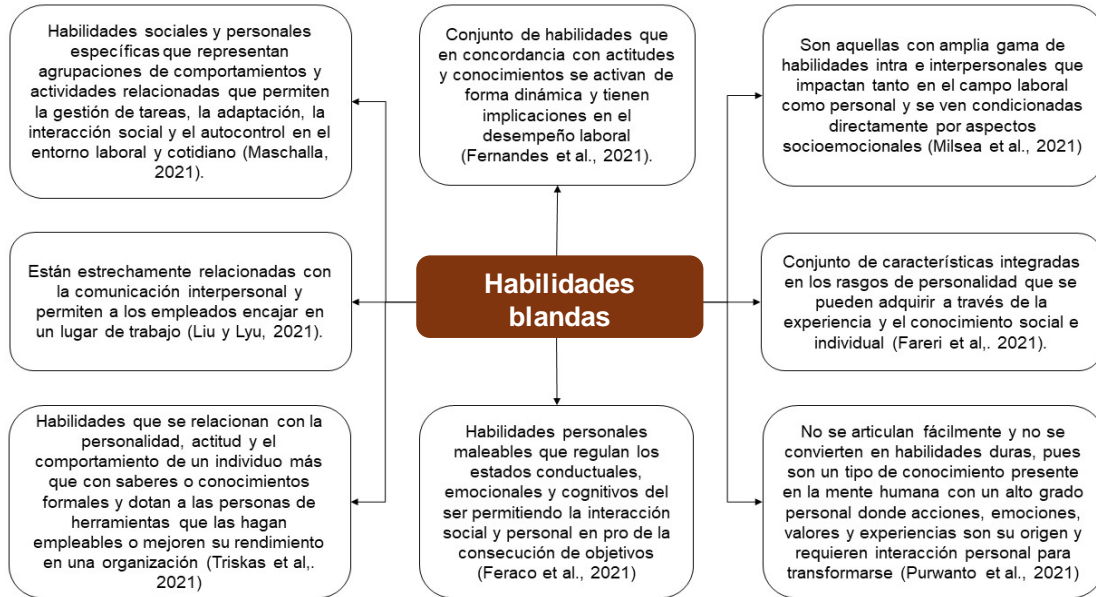 Habilidades sociales y personales
específicas que representan
agrupaciones de comportamientos y
actividades relacionadas que permiten
la gestión de tareas, la adaptación, la
interacción social y el autocontrol en el
entorno laboral y cotidiano (Maschalla,
2021).
Conjunto de habilidades que
en concordancia con actitudes
y conocimientos se activan de
forma dinámica y tienen
implicaciones en el
desempeño laboral
(Fernandes et al., 2021).
Son aquellas con amplia gama de
habilidades intra e interpersonales que
impactan tanto en el campo laboral
como personal y se ven condicionadas
directamente por aspectos
socioemocionales (Milsea et al., 2021)
Están estrechamente relacionadas con
la comunicación interpersonal y
permiten a los empleados encajar en
un lugar de trabajo (Liu y Lyu, 2021).
Habilidades
blandas
Conjunto de características integradas
en los rasgos de personalidad que se
pueden adquirir a través de la
experiencia y el conocimiento social e
individual (Fareri et al,. 2021).
Habilidades que se relacionan con la
personalidad, actitud y el
comportamiento de un individuo más
que con saberes o conocimientos
formales y dotan a las personas de
herramientas que las hagan
empleables o mejoren su rendimiento
en una organización (Triskas et al,.
2021)
Habilidades personales
maleables que regulan los
estados conductuales,
emocionales y cognitivos del
ser permitiendo la interacción
social y personal en pro de la
consecución de objetivos
(Feraco et al., 2021)
No se articulan fácilmente y no se
convierten en habilidades duras, pues
son un tipo de conocimiento presente
en la mente humana con un alto grado
personal donde acciones, emociones,
valores y experiencias son su origen y
requieren interacción personal para
transformarse (Purwanto et al., 2021)